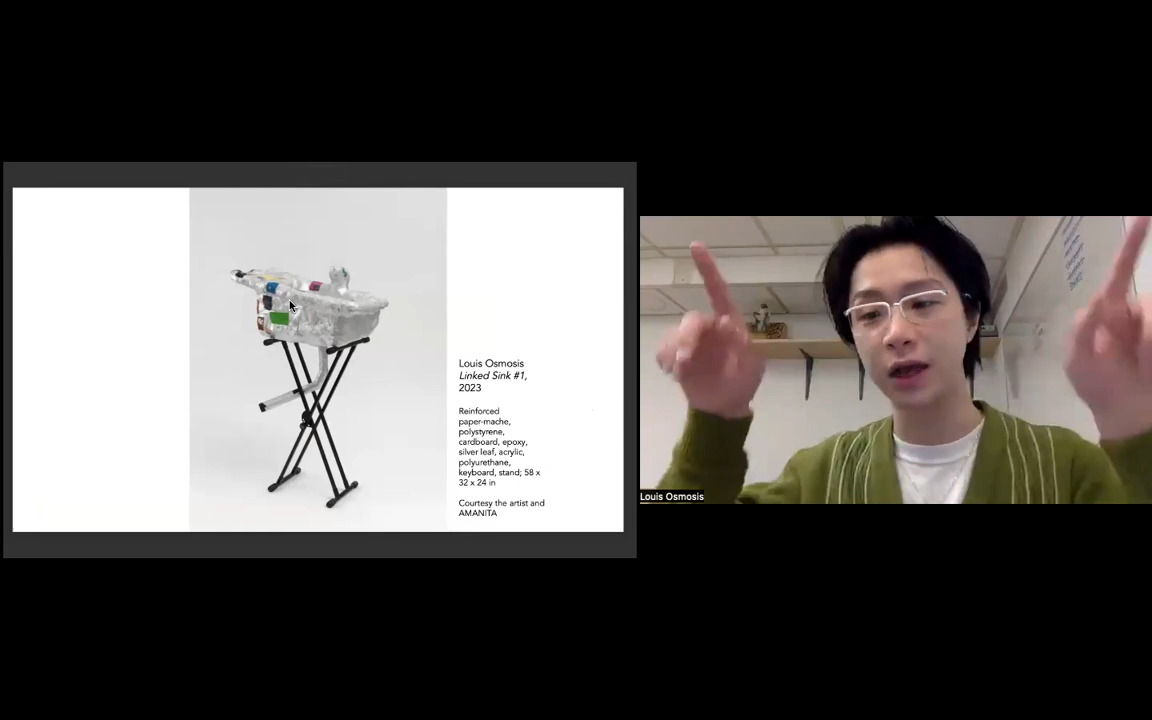 Louis Osmosis
Linked Sink #1,
2023
Reinforced
paper-mache,
polystyrene,
cardboard, epoxy,
silver leaf, acrylic,
polyurethane,
keyboard, stand; 58 x
32 x 24 in
Courtesy the artist and
AMANITA
Louis Osmosis